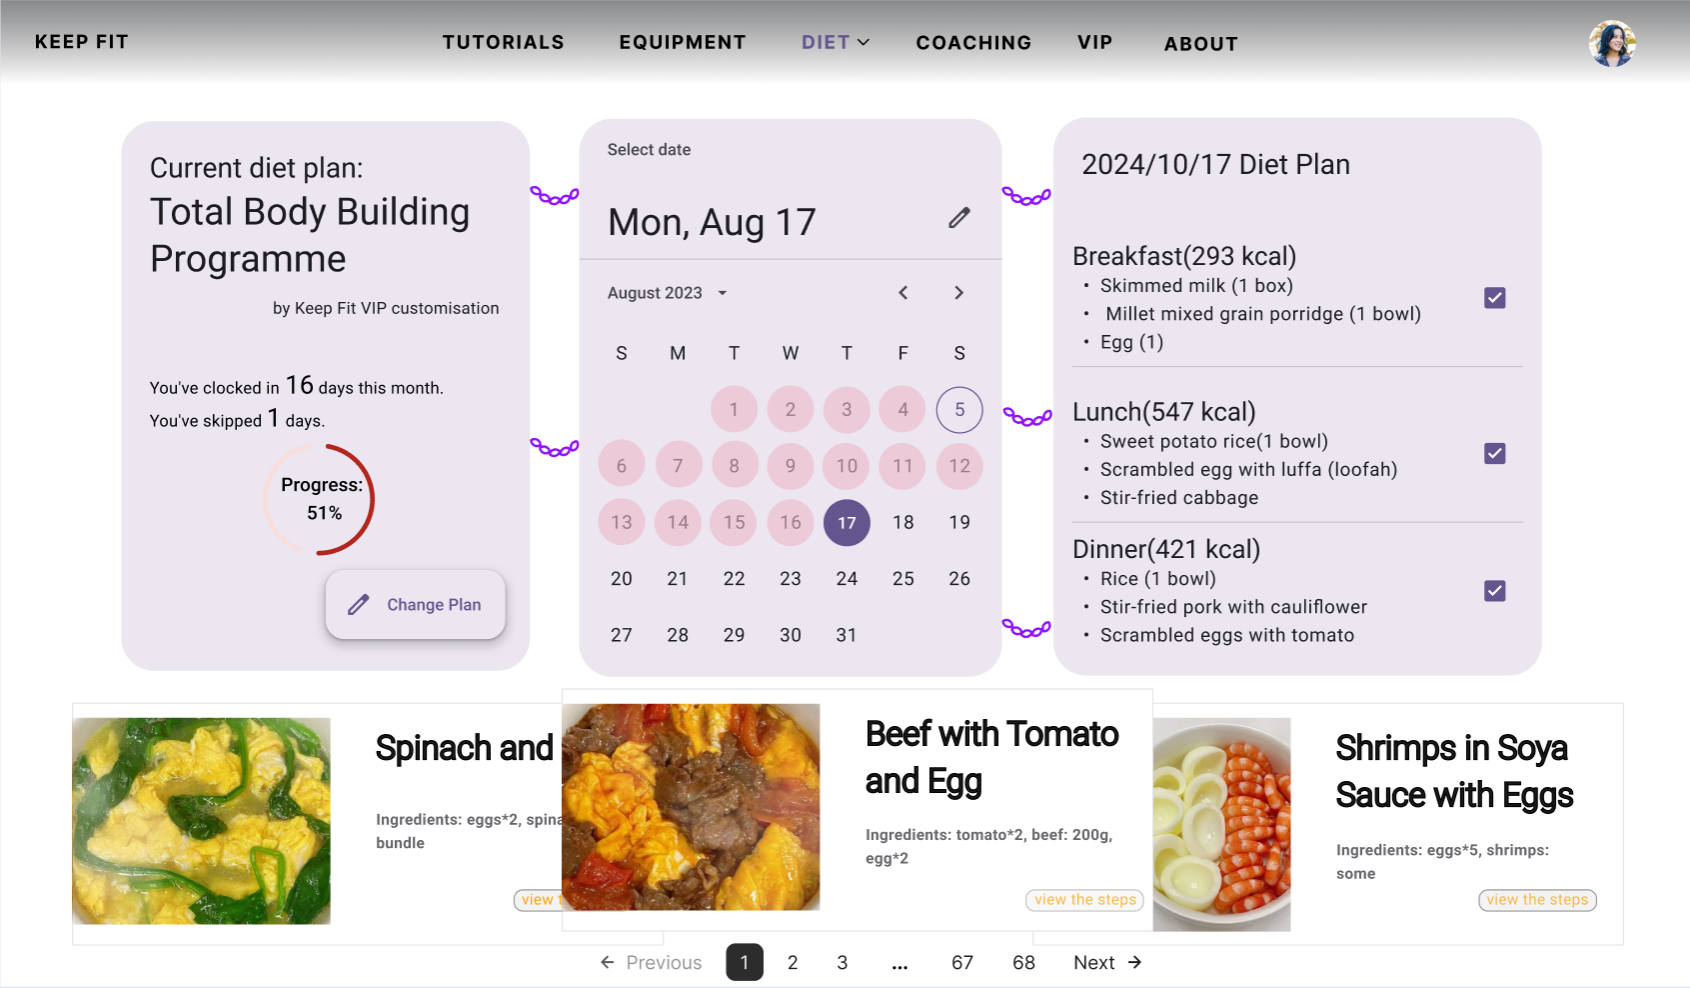 KEEP FIT
TUTORIALS
EQUIPMENT
DIET
COACHING
VIP
ABOUT
Current diet plan:
Total Body Building
Programme
by Keep Fit VIP customisation
You've clocked in 16 days this month.
You've skipped 1 days.
Progress:
51%
Change Plan
Select date
Mon, Aug 17
August 2023
S M T W T F S
1 2 3 4 5
6 7 8 9 10 11 12
13 14 15 16 17 18 19
20 21 22 23 24 25 26
27 28 29 30 31
2024/10/17 Diet Plan
Breakfast(293 kcal)
• Skimmed milk (1 box)
• Millet mixed grain porridge (1 bowl)
• Egg (1)
Lunch(547 kcal)
• Sweet potato rice(1 bowl)
• Scrambled egg with luffa (loofah)
• Stir-fried cabbage
Dinner(421 kcal)
• Rice (1 bowl)
• Stir-fried pork with cauliflower
• Scrambled eggs with tomato
Spinach and
Ingredients: eggs*2, spina
bundle
view t
Beef with Tomato
and Egg
Ingredients: tomato*2, beef: 200g,
egg*2
view the steps
Shrimps in Soya
Sauce with Eggs
Ingredients: eggs*5, shrimps:
some
view the steps
← Previous 1 2 3 ... 67 68 Next →